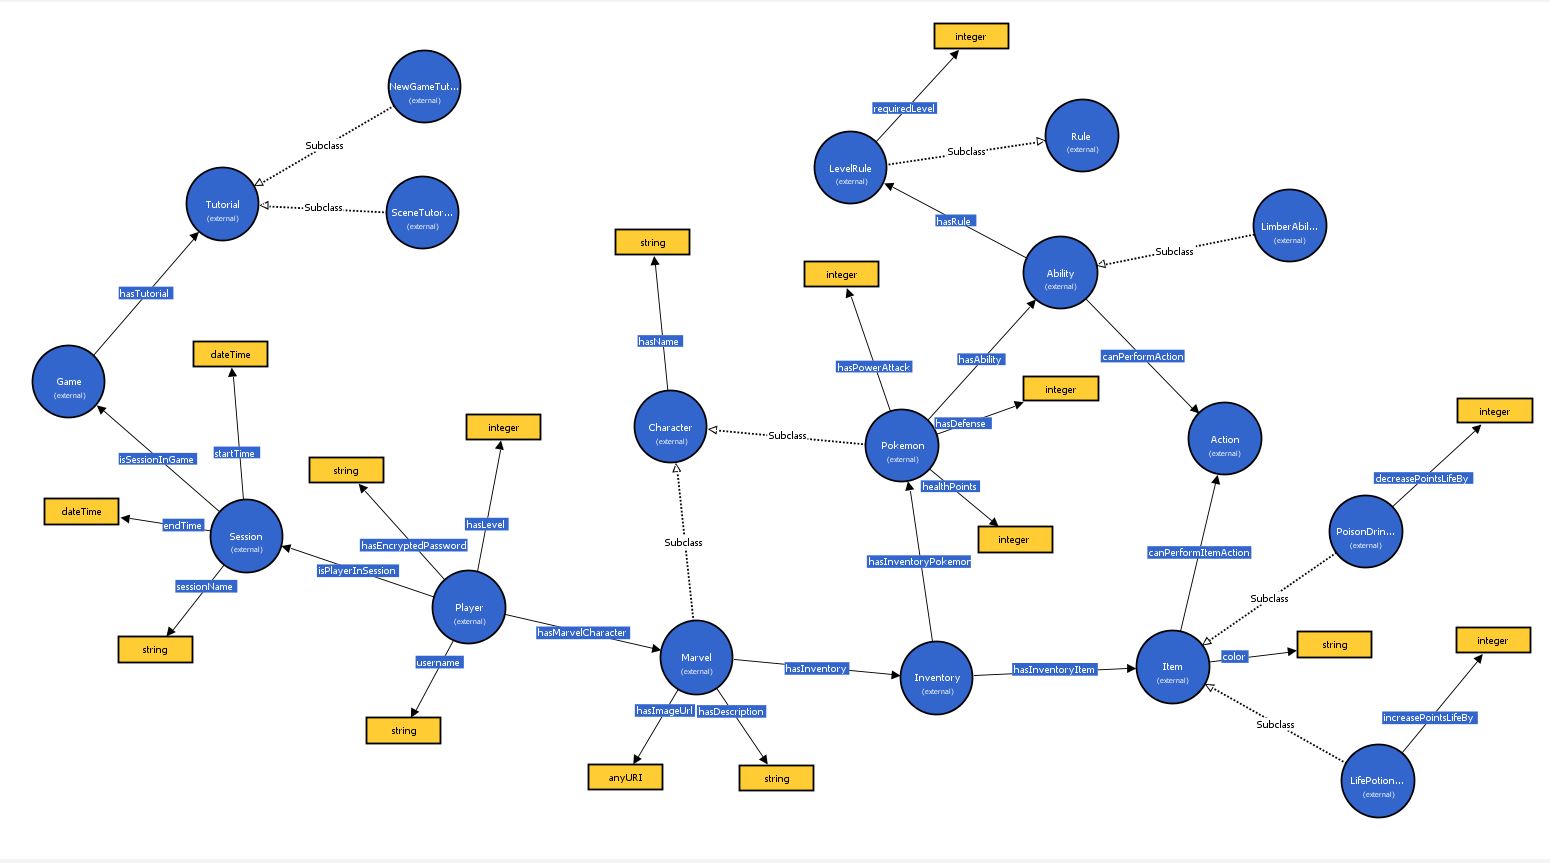 integer
NewGameTut...
(external)
requiredLevel
Rule
(external)
Subclass
Subclass
LevelRule
(external)
Tutorial
(external)
Subclass
SceneTutor...
(external)
hasRule
LimberAbil...
(external)
string
Subclass
integer
Ability
(external)
hasTutorial
hasName
dateTime
hasAbility
canPerformAction
hasPowerAttack
Game
(external)
integer
integer
hasDefense
Character
(external)
Subclass
Pokemon
(external)
Action
(external)
integer
startTime
isSessionInGame
string
decreasePointsLifeBy
healthPoints
dateTime
endTime
hasLevel
Session
(external)
hasEncryptedPassword
Subclass
integer
PoisonDrin...
(external)
canPerformItemAction
hasInventoryPokemon
isPlayerInSession
sessionName
Subclass
Player
(external)
hasMarvelCharacter
string
username
Marvel
(external)
hasInventory
Inventory
(external)
hasInventoryItem
Item
(external)
color
string
integer
hasImageUrl
hasDescription
increasePointsLifeBy
Subclass
string
anyURI
string
LifePotion...
(external)